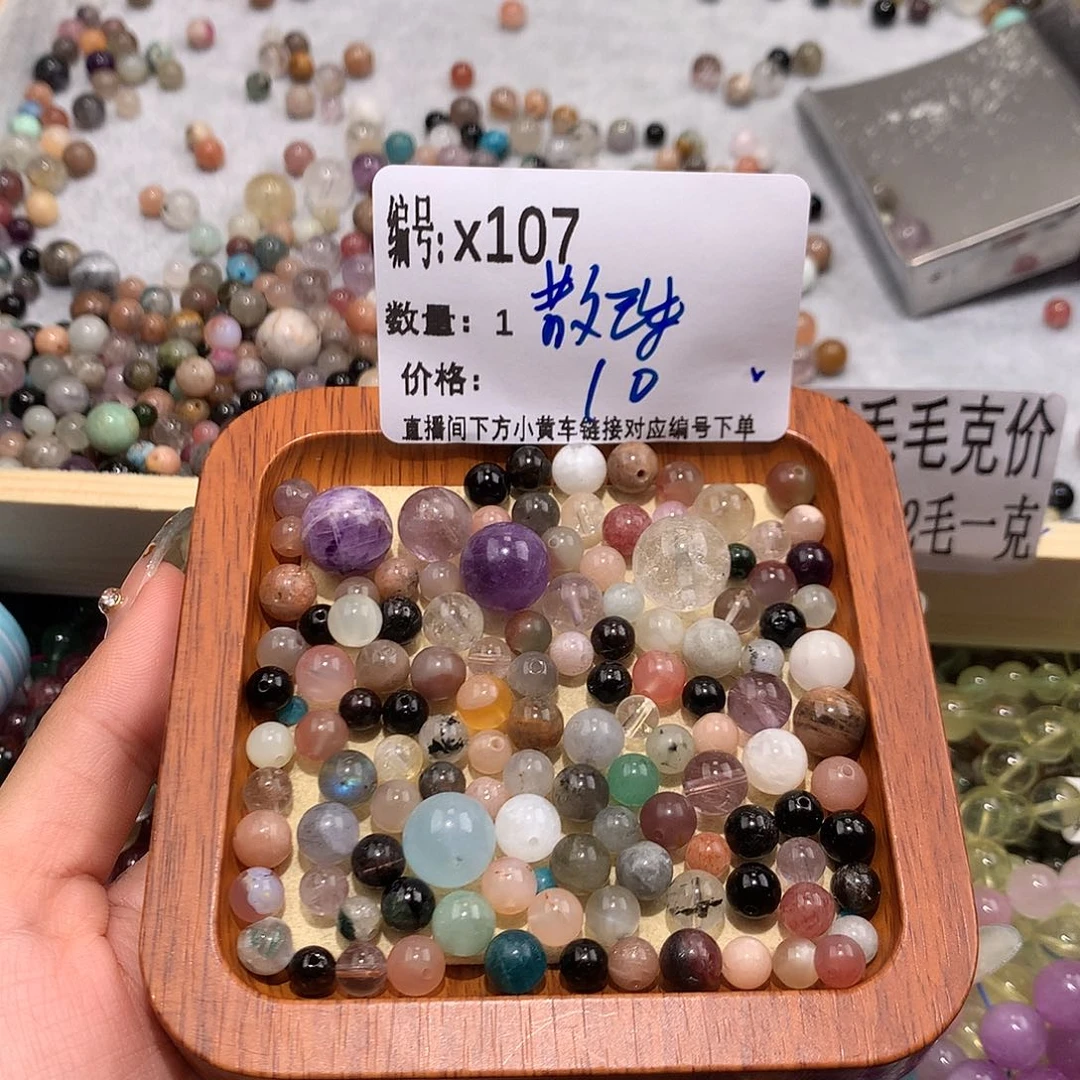 编号: x107
数量: 1 散珠
价格: 10
直播间下方小黄车链接对应编号下单
毛毛克价
2毛一克